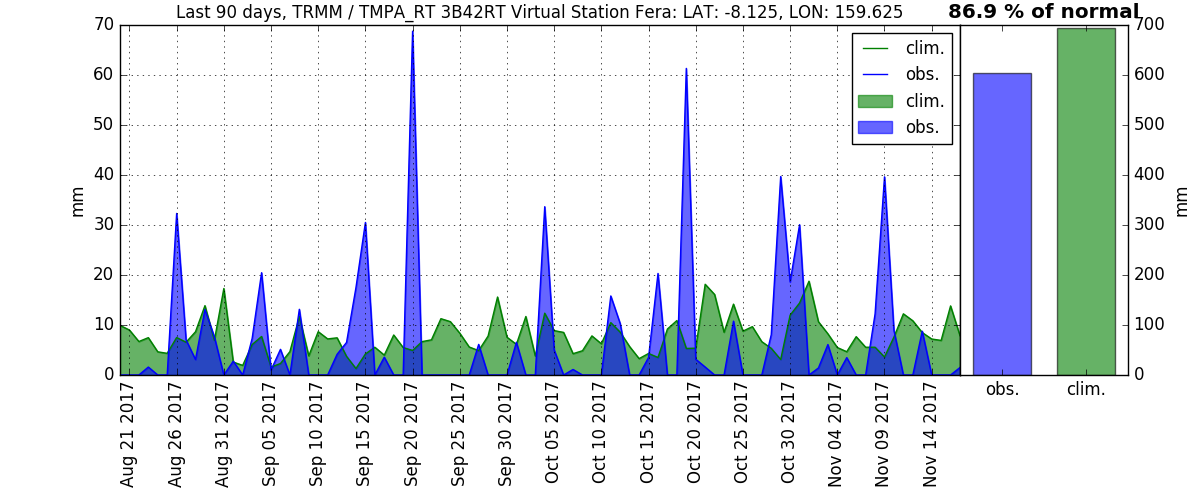 Last 90 days, TRMM / TMPA_RT 3B42RT Virtual Station Fera: LAT: -8.125, LON: 159.625
86.9 % of normal
70
60
50
40
30
20
10
0
mm
clim.
obs.
clim.
obs.
700
600
500
400
300
200
100
0
mm
Aug 21 2017
Aug 26 2017
Aug 31 2017
Sep 05 2017
Sep 10 2017
Sep 15 2017
Sep 20 2017
Sep 25 2017
Sep 30 2017
Oct 05 2017
Oct 10 2017
Oct 15 2017
Oct 20 2017
Oct 25 2017
Oct 30 2017
Nov 04 2017
Nov 09 2017
Nov 14 2017
obs.
clim.